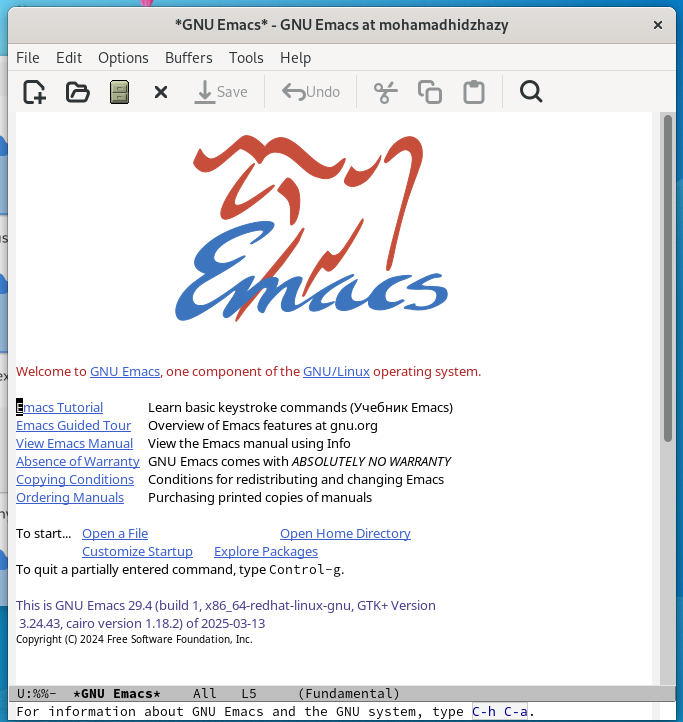 *GNU Emacs* - GNU Emacs at mohamadhidzhazy
File Edit Options Buffers Tools Help
Save Undo
Emacs
Welcome to GNU Emacs, one component of the GNU/Linux operating system.
Emacs Tutorial Learn basic keystroke commands (Учебник Emacs)
Emacs Guided Tour Overview of Emacs features at gnu.org
View Emacs Manual View the Emacs manual using Info
Absence of Warranty GNU Emacs comes with ABSOLUTELY NO WARRANTY
Copying Conditions Conditions for redistributing and changing Emacs
Ordering Manuals Purchasing printed copies of manuals
To start... Open a File Open Home Directory
Customize Startup Explore Packages
To quit a partially entered command, type Control-g.
This is GNU Emacs 29.4 (build 1, x86_64-redhat-linux-gnu, GTK+ Version
3.24.43, cairo version 1.18.2) of 2025-03-13
Copyright (C) 2024 Free Software Foundation, Inc.
U:%%- *GNU Emacs* All L5 (Fundamental)
For information about GNU Emacs and the GNU system, type C-h C-a.